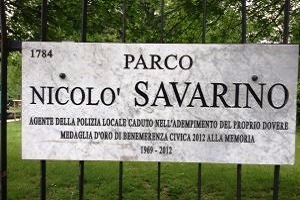 1784
PARCO
NICOLO' SAVARINO
AGENTE DELLA POLIZIA LOCALE CADUTO NELL'ADEMPIMENTO DEL PROPRIO DOVERE
MEDAGLIA D'ORO DI BENEMERENZA CIVICA 2012 ALLA MEMORIA
1969 - 2012